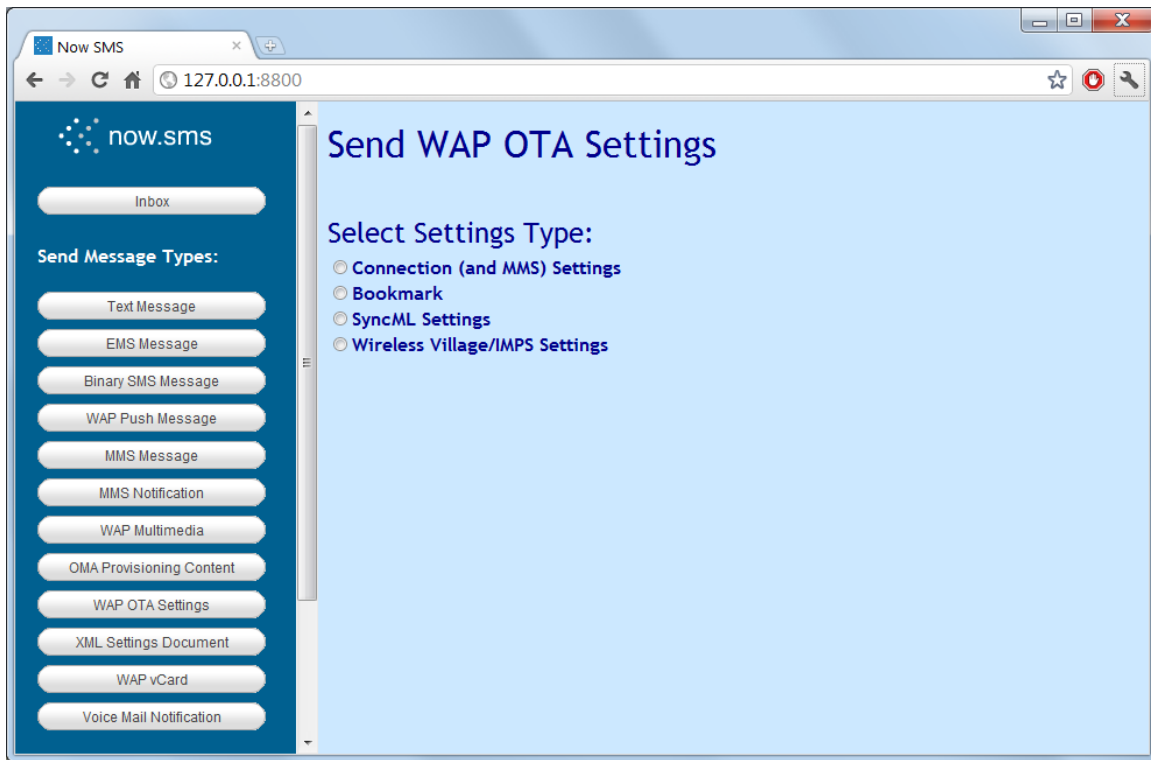 Now SMS
127.0.0.1:8800
now.sms
Inbox
Send Message Types:
Text Message
EMS Message
Binary SMS Message
WAP Push Message
MMS Message
MMS Notification
WAP Multimedia
OMA Provisioning Content
WAP OTA Settings
XML Settings Document
WAP vCard
Voice Mail Notification
Send WAP OTA Settings
Select Settings Type:
Connection (and MMS) Settings
Bookmark
SyncML Settings
Wireless Village/IMPS Settings